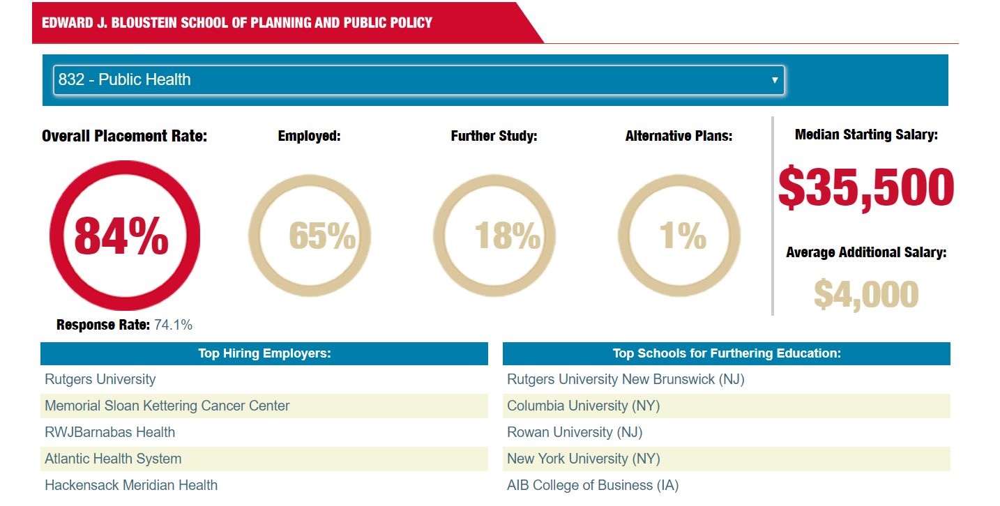 EDWARD J. BLOUSTEIN SCHOOL OF PLANNING AND PUBLIC POLICY
832 - Public Health
Overall Placement Rate:
84%
Response Rate: 74.1%
Employed:
65%
Further Study:
18%
Alternative Plans:
1%
Median Starting Salary:
$35,500
Average Additional Salary:
$4,000
Top Hiring Employers:
Rutgers University
Memorial Sloan Kettering Cancer Center
RWJBarnabas Health
Atlantic Health System
Hackensack Meridian Health
Top Schools for Furthering Education:
Rutgers University New Brunswick (NJ)
Columbia University (NY)
Rowan University (NJ)
New York University (NY)
AIB College of Business (IA)